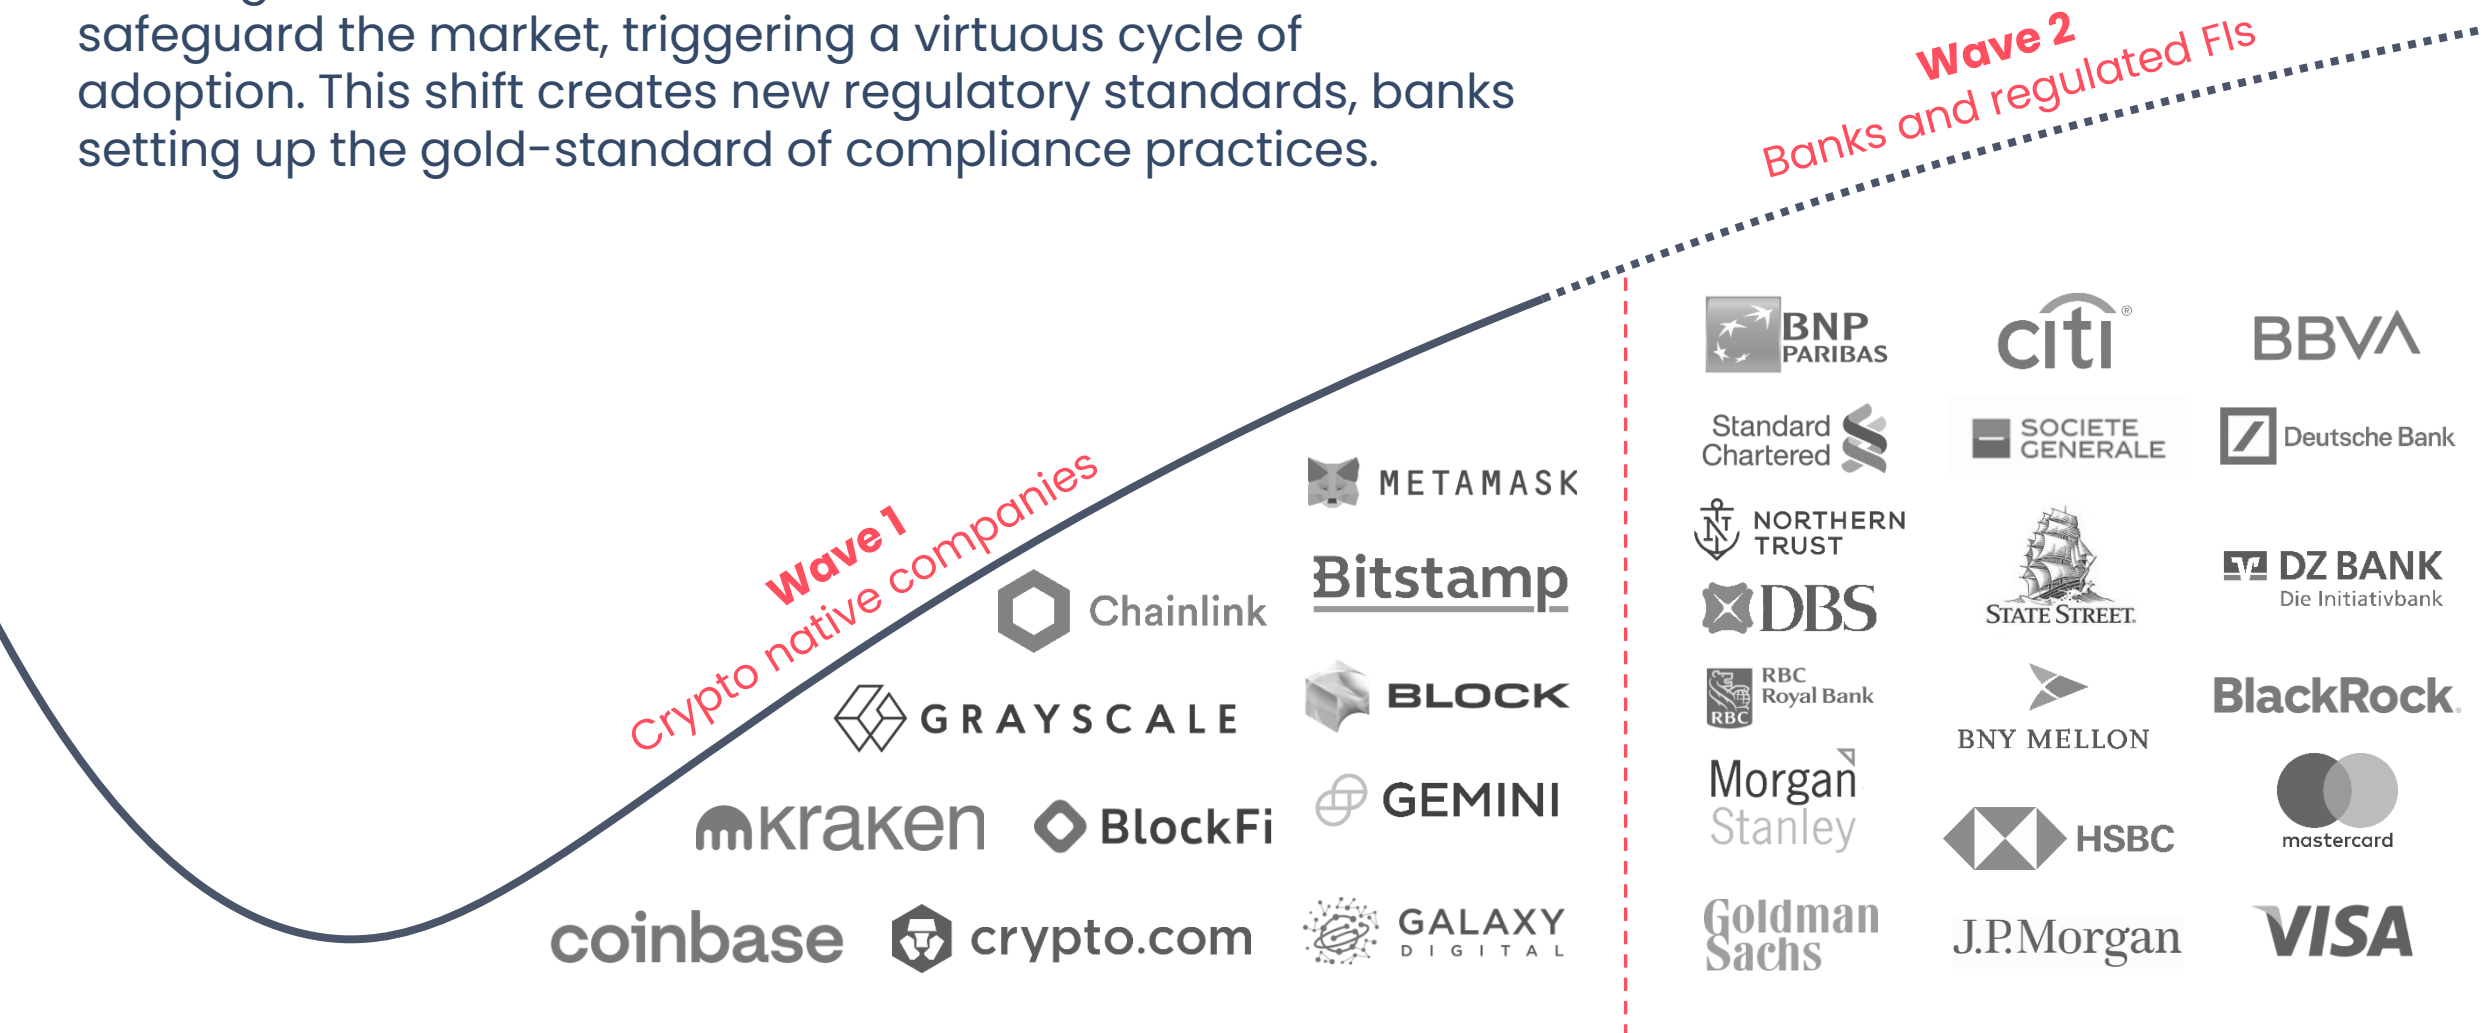 safeguard the market, triggering a virtuous cycle of
adoption. This shift creates new regulatory standards, banks
setting up the gold-standard of compliance practices.
Wave 2
Banks and regulated FIs
Wave 1
Crypto native companies
METAMASK
Bitstamp
Chainlink
BLOCK
GRAYSCALE
GEMINI
mkraken
BlockFi
coinbase
crypto.com
GALAXY
DIGITAL
BNP
PARIBAS
citi®
BBVA
Standard
Chartered
SOCIETE
GENERALE
Deutsche Bank
NORTHERN
TRUST
STATE STREET.
DZ BANK
Die Initiativbank
DBS
RBC
RBC
Royal Bank
BNY MELLON
BlackRock
Morgan
Stanley
HSBC
mastercard
Goldman
Sachs
J.P.Morgan
VISA